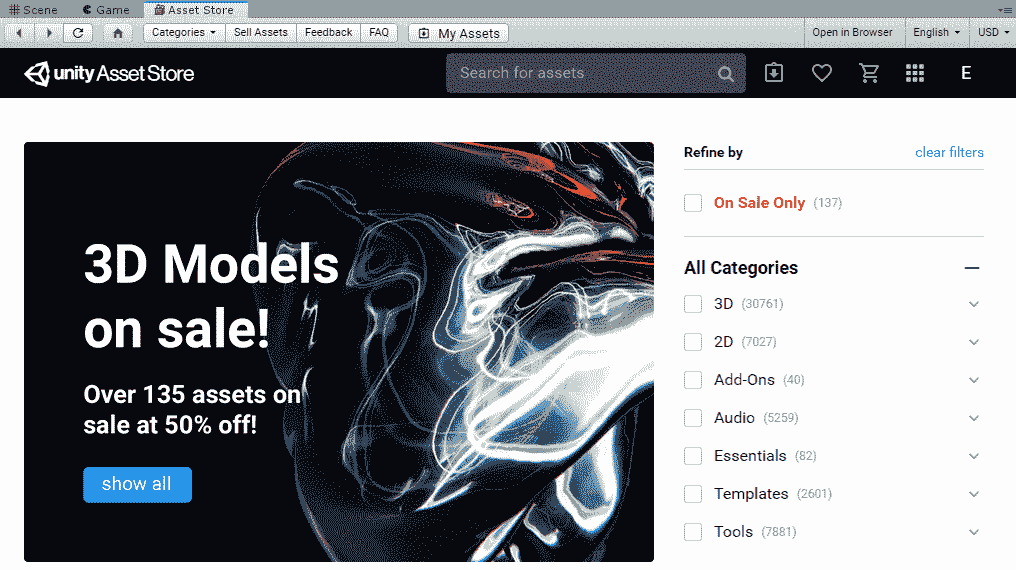 Scene Game Asset Store
Categories Sell Assets Feedback FAQ My Assets Open in Browser English USD
unity Asset Store Search for assets E
Refine by clear filters
On Sale Only (137)
3D Models
on sale!
Over 135 assets on
sale at 50% off!
show all
All Categories
3D (30761)
2D (7027)
Add-Ons (40)
Audio (5259)
Essentials (82)
Templates (2601)
Tools (7881)